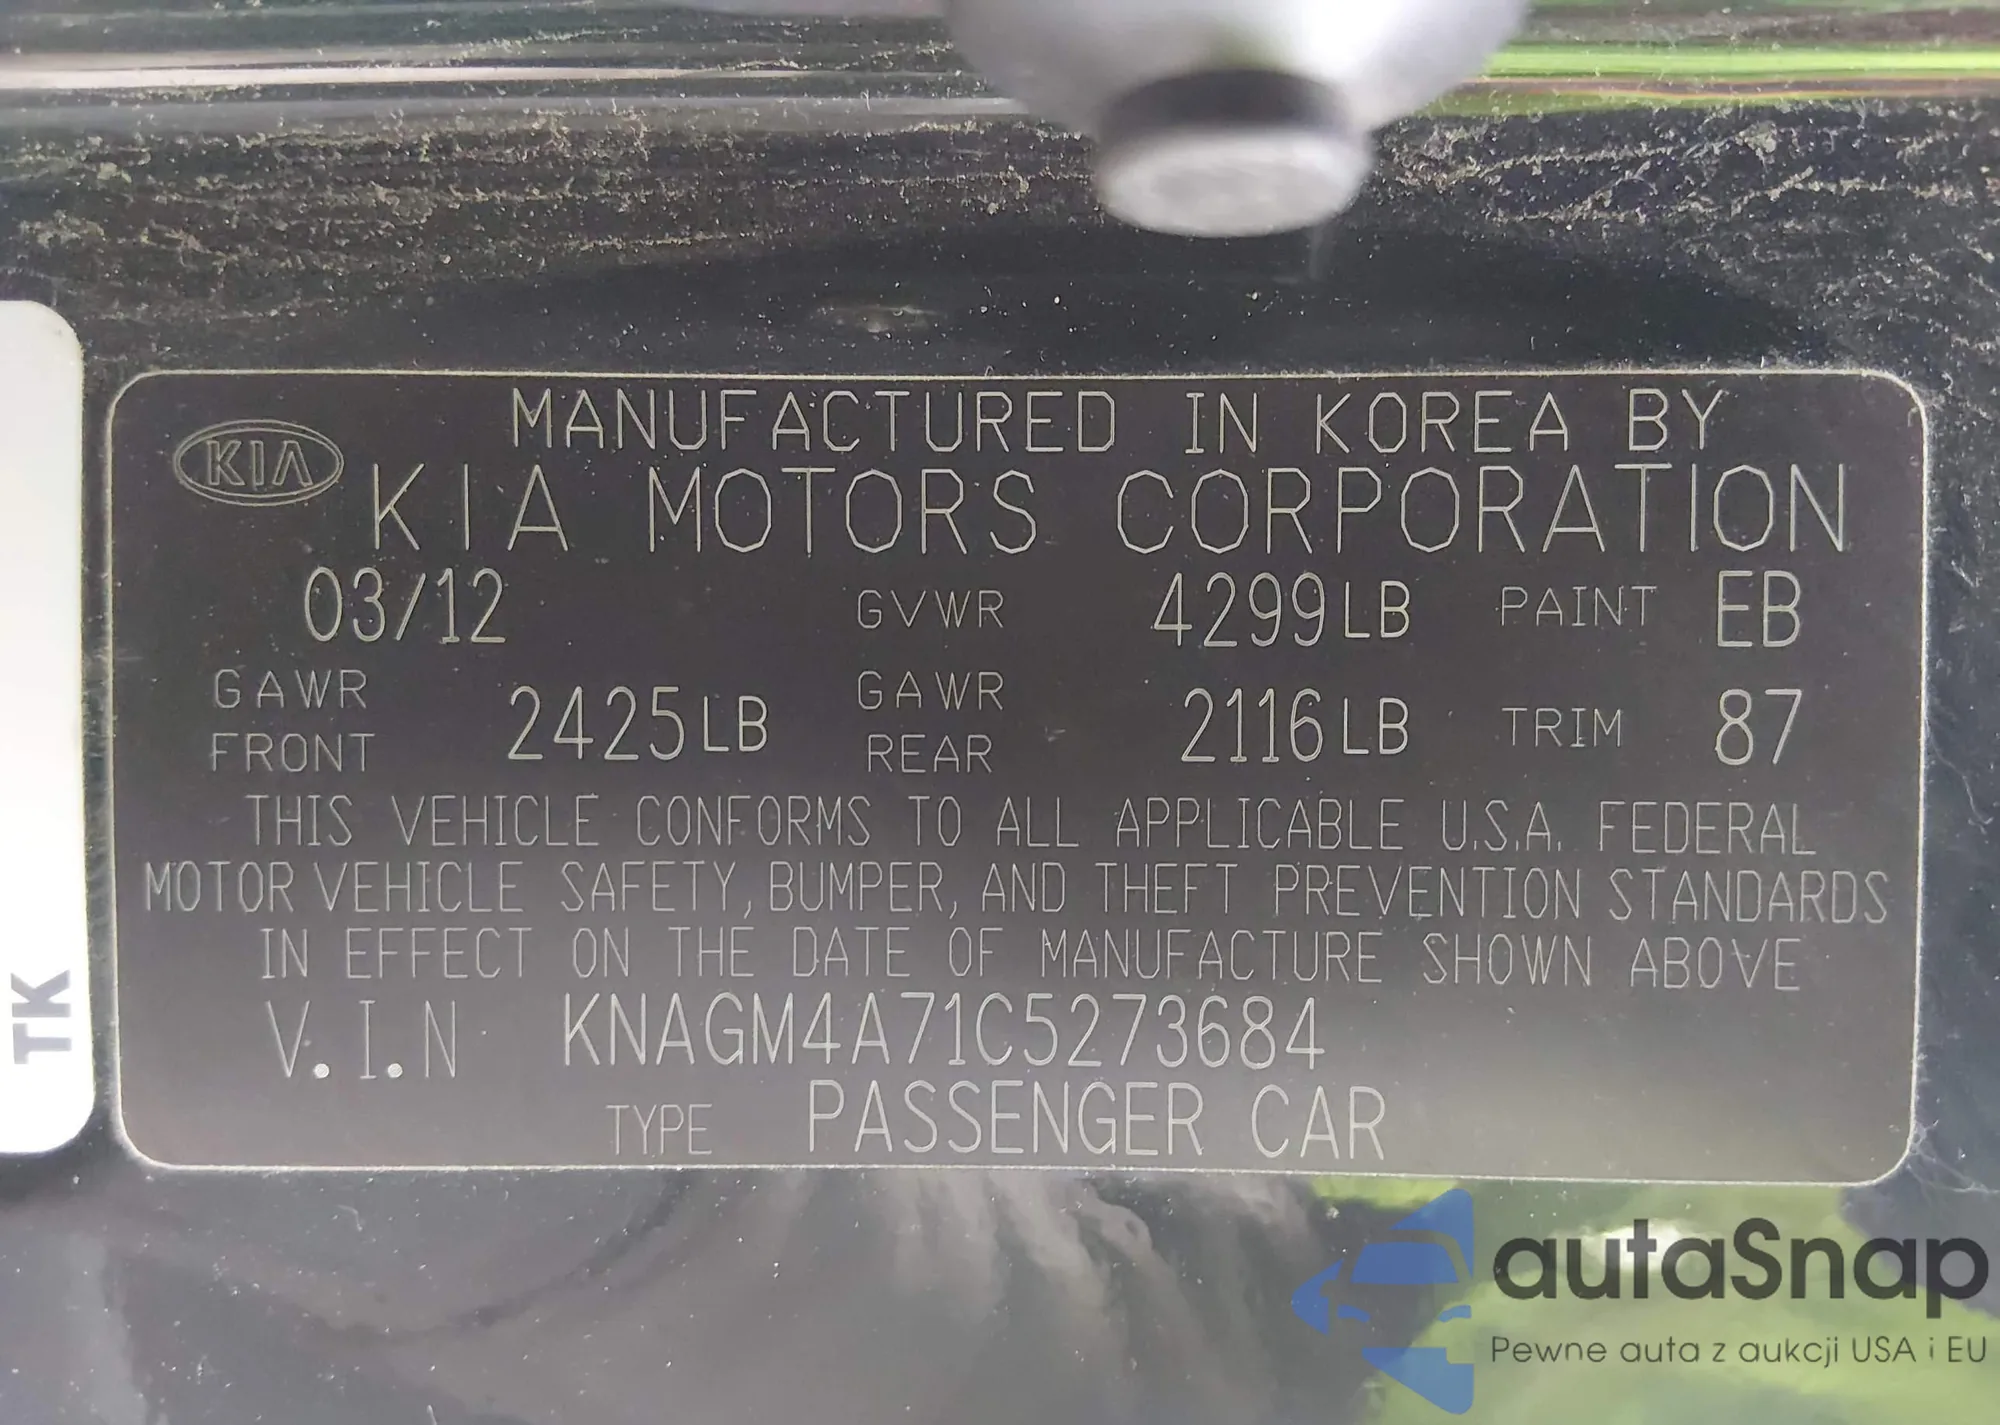 MANUFACTURED IN KOREA BY
KIA KIA MOTORS CORPORATION
03/12 GVWR 4299LB PAINT EB
GAWR FRONT 2425LB GAWR REAR 2116LB TRIM 87
THIS VEHICLE CONFORMS TO ALL APPLICABLE U.S.A. FEDERAL
MOTOR VEHICLE SAFETY, BUMPER, AND THEFT PREVENTION STANDARDS
IN EFFECT ON THE DATE OF MANUFACTURE SHOWN ABOVE
V.I.N KNAGM4A71C5273684
TYPE PASSENGER CAR
TK
autaSnap
Pewne auta z aukcji USA i EU